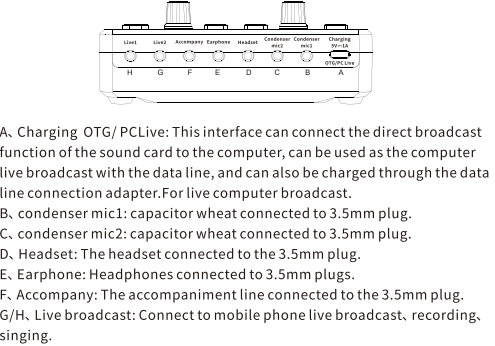 Live1 Live2 Accompany Earphone Headset Condenser mic2 Condenser mic1 Charging 5V⎓1A
OTG/PC Live
H G F E D C B A
A、Charging OTG/ PCLive: This interface can connect the direct broadcast
function of the sound card to the computer, can be used as the computer
live broadcast with the data line, and can also be charged through the data
line connection adapter.For live computer broadcast.
B、condenser mic1: capacitor wheat connected to 3.5mm plug.
C、condenser mic2: capacitor wheat connected to 3.5mm plug.
D、Headset: The headset connected to the 3.5mm plug.
E、Earphone: Headphones connected to 3.5mm plugs.
F、Accompany: The accompaniment line connected to the 3.5mm plug.
G/H、Live broadcast: Connect to mobile phone live broadcast、recording、
singing.